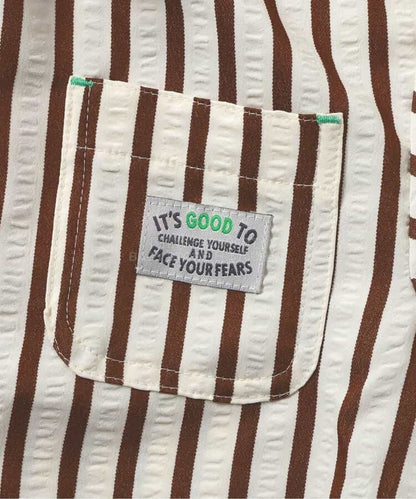 IT'S GOOD TO
CHALLENGE YOURSELF
AND
FACE YOUR FEARS